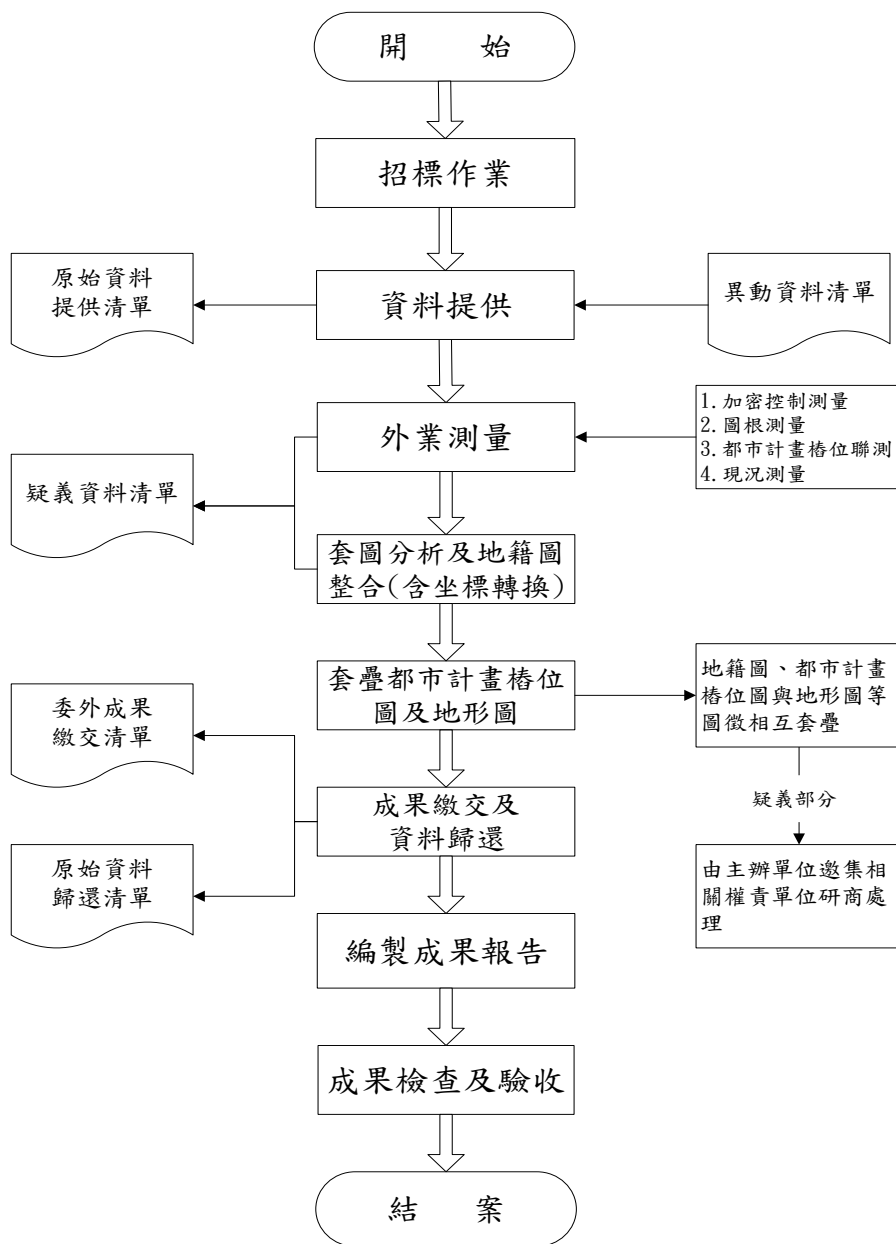 開 始
招標作業
原始資料
提供清單
資料提供
異動資料清單
外業測量
1.加密控制測量
2.圖根測量
3.都市計畫樁位聯測
4.現況測量
疑義資料清單
套圖分析及地籍圖
整合(含坐標轉換)
套疊都市計畫樁位
圖及地形圖
地籍圖、都市計畫
樁位圖與地形圖等
圖徵相互套疊
委外成果
繳交清單
疑義部分
成果繳交及
資料歸還
原始資料
歸還清單
由主辦單位邀集相
關權責單位研商處
理
編製成果報告
成果檢查及驗收
結 案